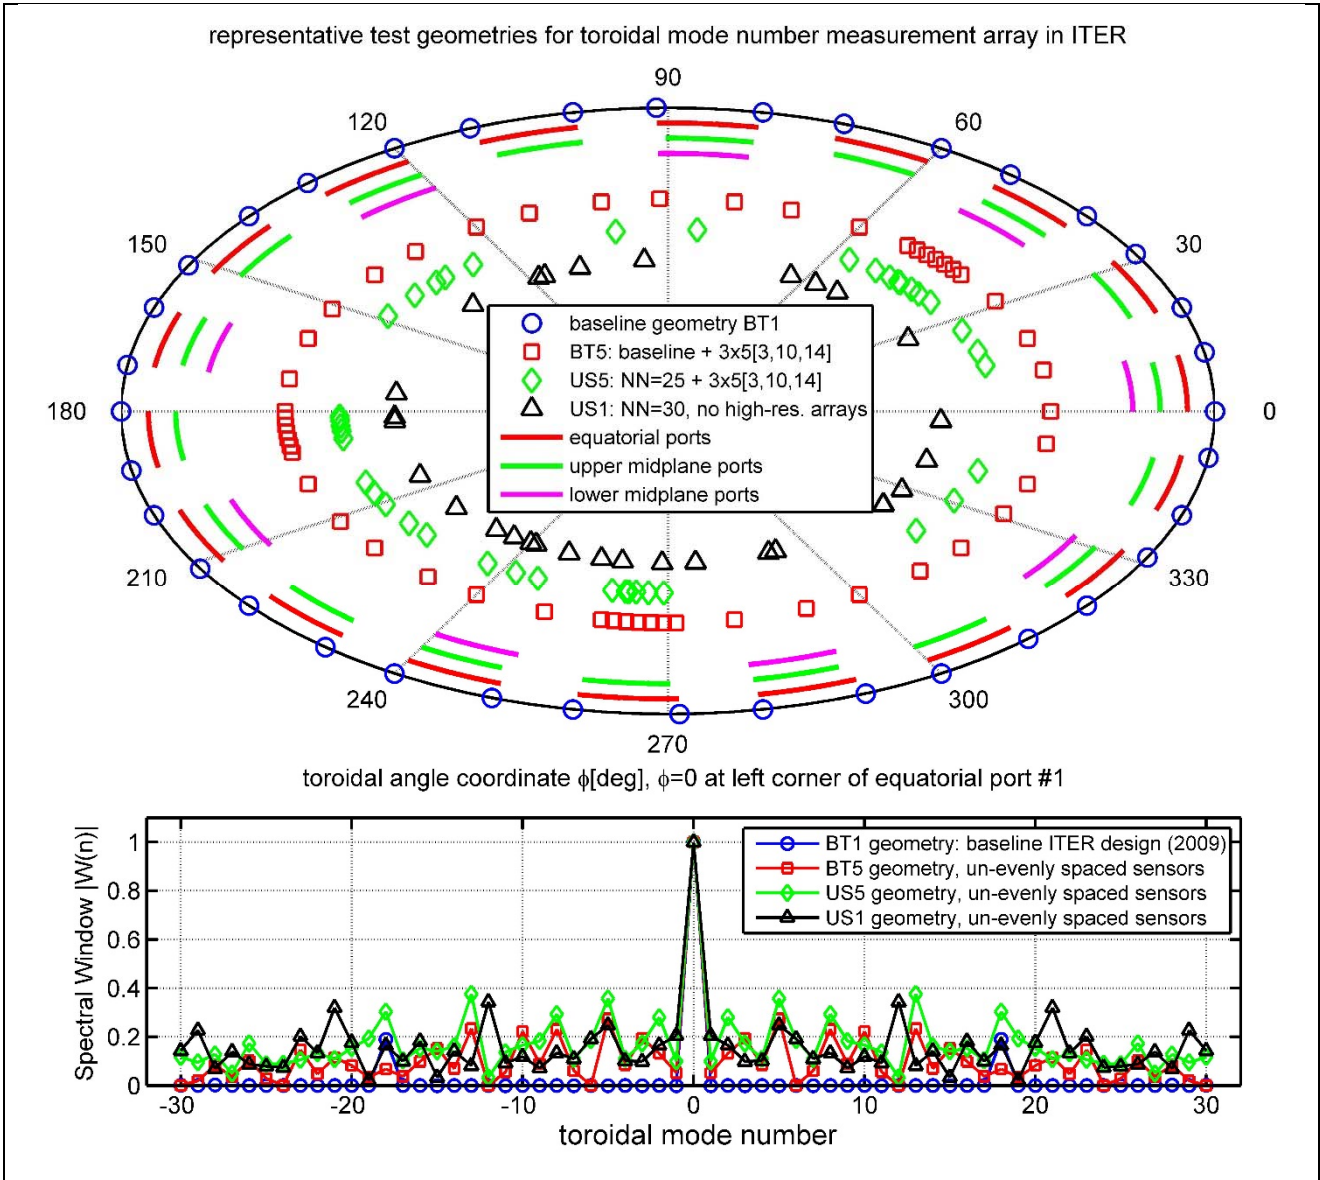 representative test geometries for toroidal mode number measurement array in ITER
90
120
60
150
30
baseline geometry BT1
BT5: baseline + 3x5[3,10,14]
US5: NN=25 + 3x5[3,10,14]
US1: NN=30, no high-res. arrays
equatorial ports
upper midplane ports
lower midplane ports
180
0
210
330
240
300
270
toroidal angle coordinate ϕ[deg], ϕ=0 at left corner of equatorial port #1
Spectral Window |W(n)|
1
0.8
0.6
0.4
0.2
0
BT1 geometry: baseline ITER design (2009)
BT5 geometry, un-evenly spaced sensors
US5 geometry, un-evenly spaced sensors
US1 geometry, un-evenly spaced sensors
-30 -20 -10 0 10 20 30
toroidal mode number